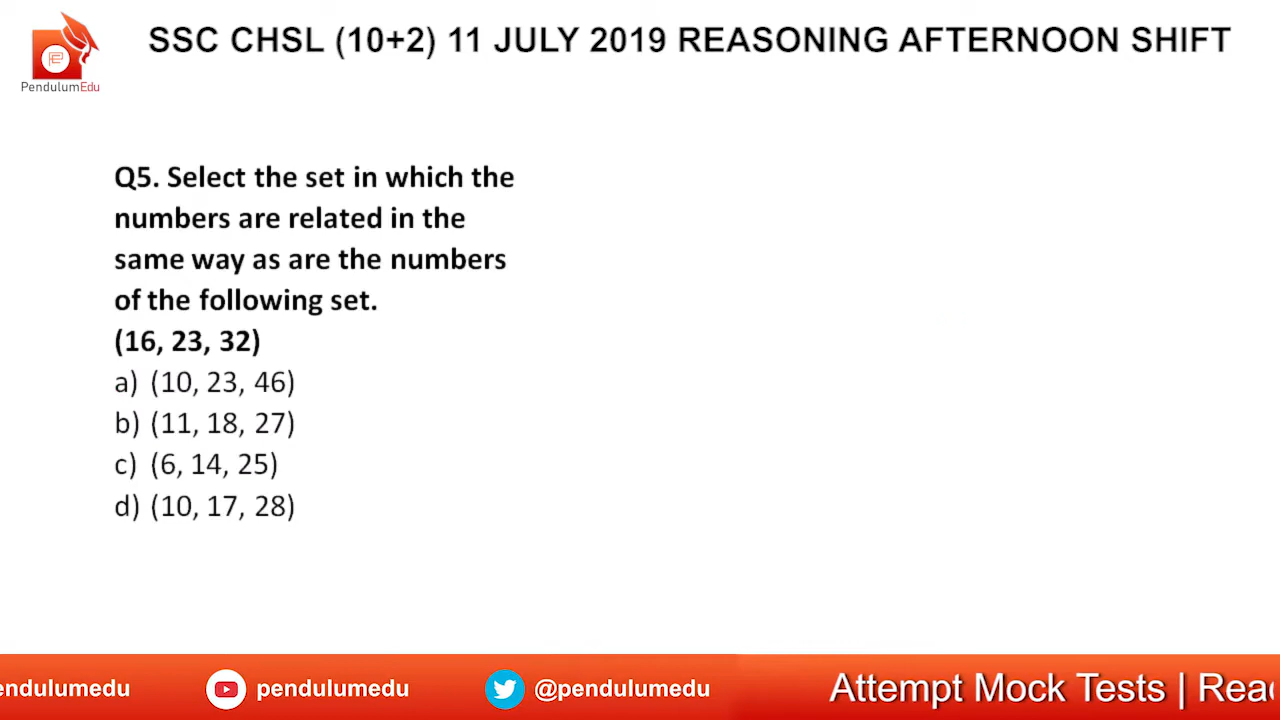 SSC CHSL (10+2) 11 JULY 2019 REASONING AFTERNOON SHIFT
PendulumEdu
Q5. Select the set in which the
numbers are related in the
same way as are the numbers
of the following set.
(16, 23, 32)
a) (10, 23, 46)
b) (11, 18, 27)
c) (6, 14, 25)
d) (10, 17, 28)
endulumedu
pendulumedu
@pendulumedu
Attempt Mock Tests | Read